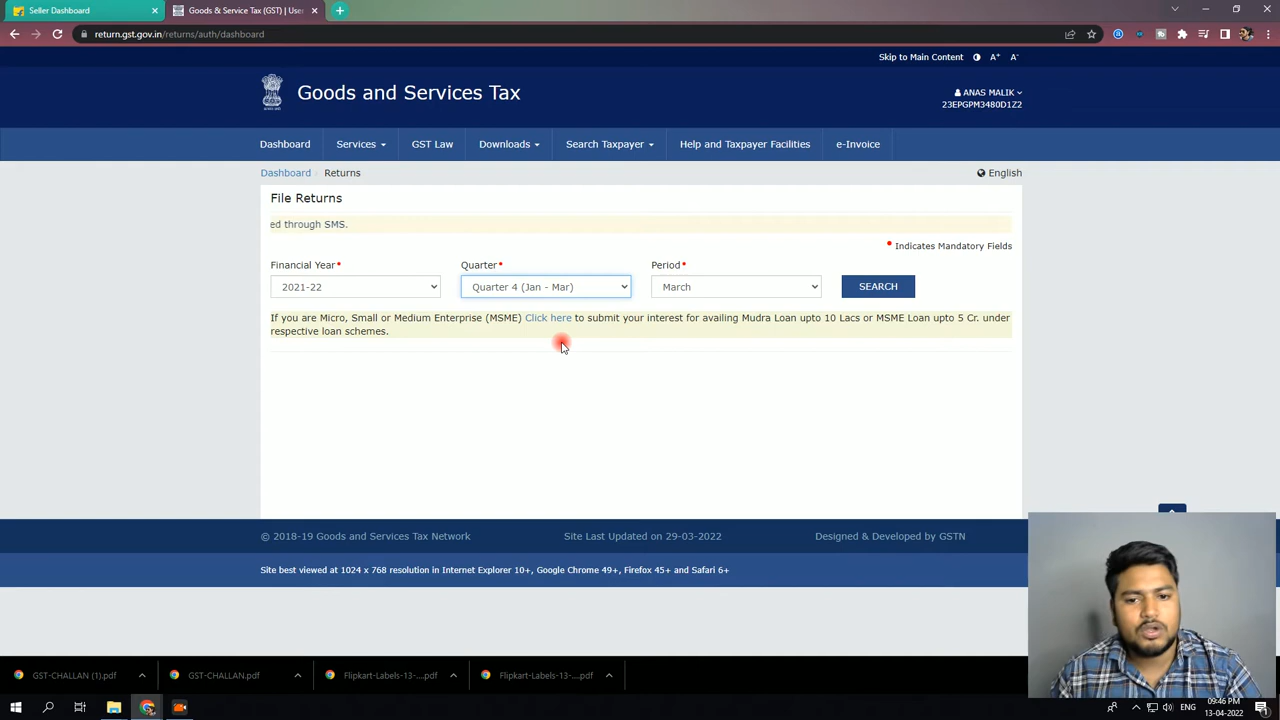 Seller Dashboard
Goods & Service Tax (GST) | User
return.gst.gov.in/returns/auth/dashboard
Skip to Main Content
A+
A-
Goods and Services Tax
ANAS MALIK
23EPGPM3480D1Z2
Dashboard
Services
GST Law
Downloads
Search Taxpayer
Help and Taxpayer Facilities
e-Invoice
Dashboard
Returns
English
File Returns
ed through SMS.
Indicates Mandatory Fields
Financial Year
Quarter
Period
2021-22
Quarter 4 (Jan - Mar)
March
SEARCH
If you are Micro, Small or Medium Enterprise (MSME) Click here to submit your interest for availing Mudra Loan upto 10 Lacs or MSME Loan upto 5 Cr. under
respective loan schemes.
© 2018-19 Goods and Services Tax Network
Site Last Updated on 29-03-2022
Designed & Developed by GSTN
Site best viewed at 1024 x 768 resolution in Internet Explorer 10+, Google Chrome 49+, Firefox 45+ and Safari 6+
GST-CHALLAN (1).pdf
GST-CHALLAN.pdf
Flipkart-Labels-13-....pdf
Flipkart-Labels-13-....pdf
ENG
09:46 PM
13-04-2022